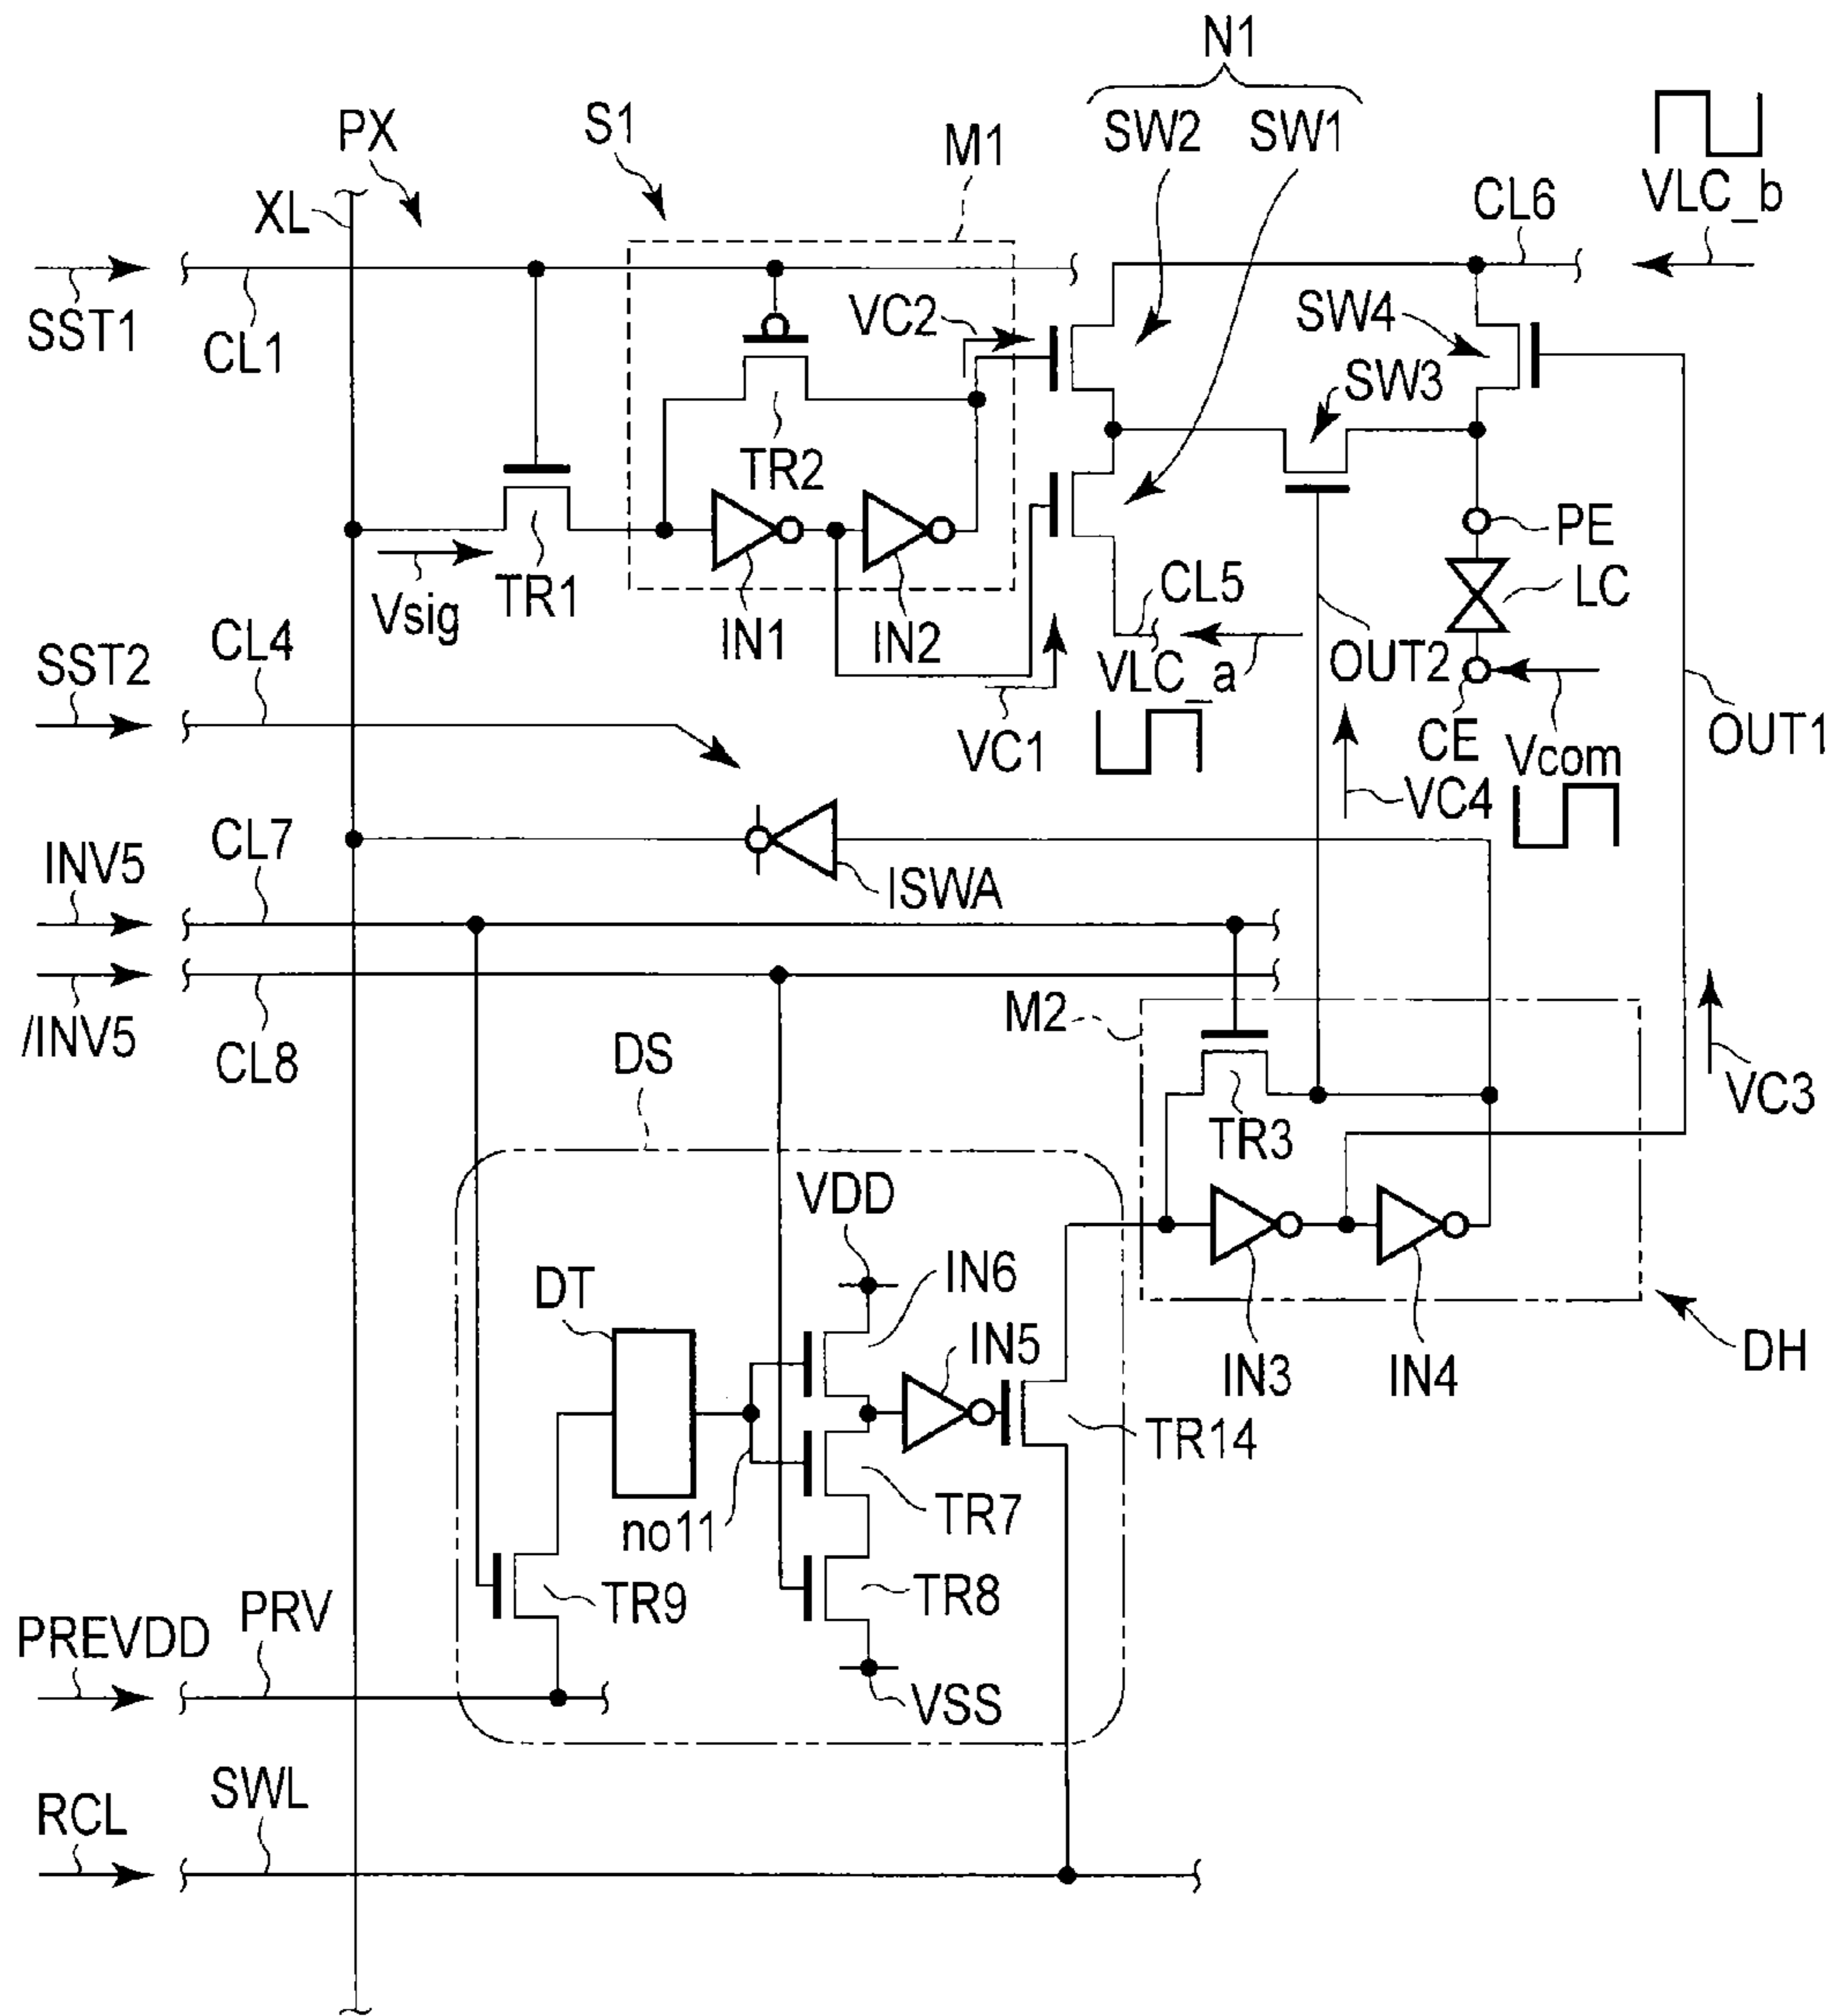 N1
PX
S1
M1
SW2
SW1
XL
CL6
VLC_b
SST1
CL1
VC2
SW4
SW3
TR2
PE
LC
Vsig
TR1
IN1
IN2
CL5
VLC_a
OUT2
SST2
CL4
VC1
CE
Vcom
OUT1
VC4
INV5
CL7
ISWA
/INV5
CL8
M2
DS
TR3
VC3
VDD
DT
IN6
IN5
IN3
IN4
DH
TR14
no11
TR7
TR9
TR8
PREVDD
PRV
VSS
RCL
SWL